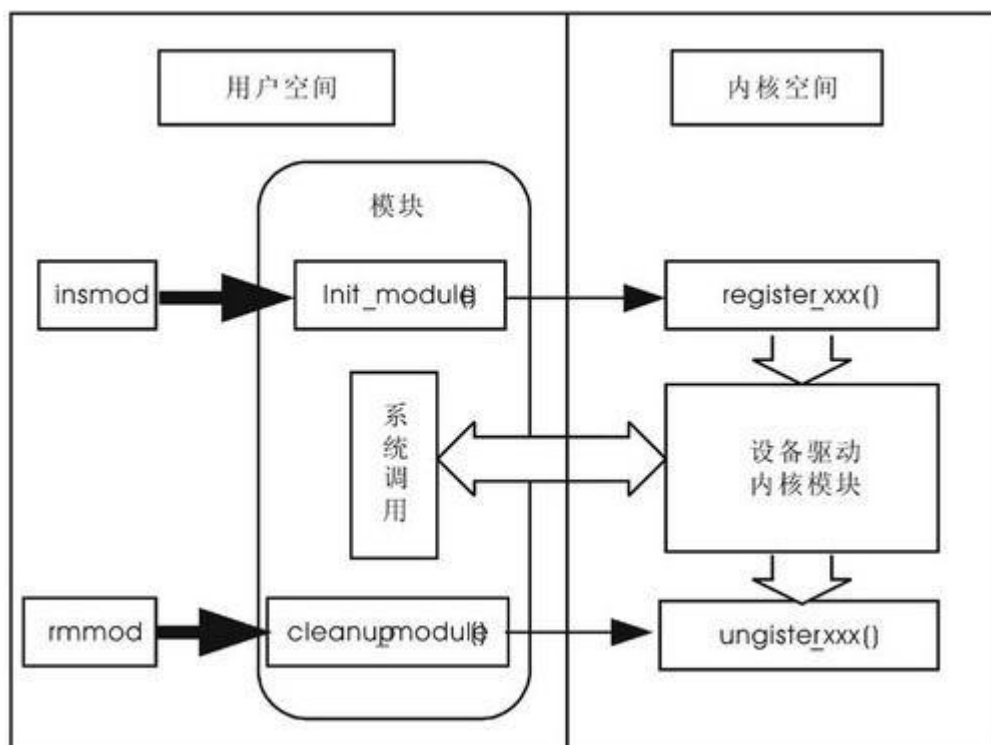 用户空间
内核空间
模块
insmod
Init_module()
register_xxx()
系统调用
设备驱动
内核模块
rmmod
cleanup_module()
ungister_xxx()